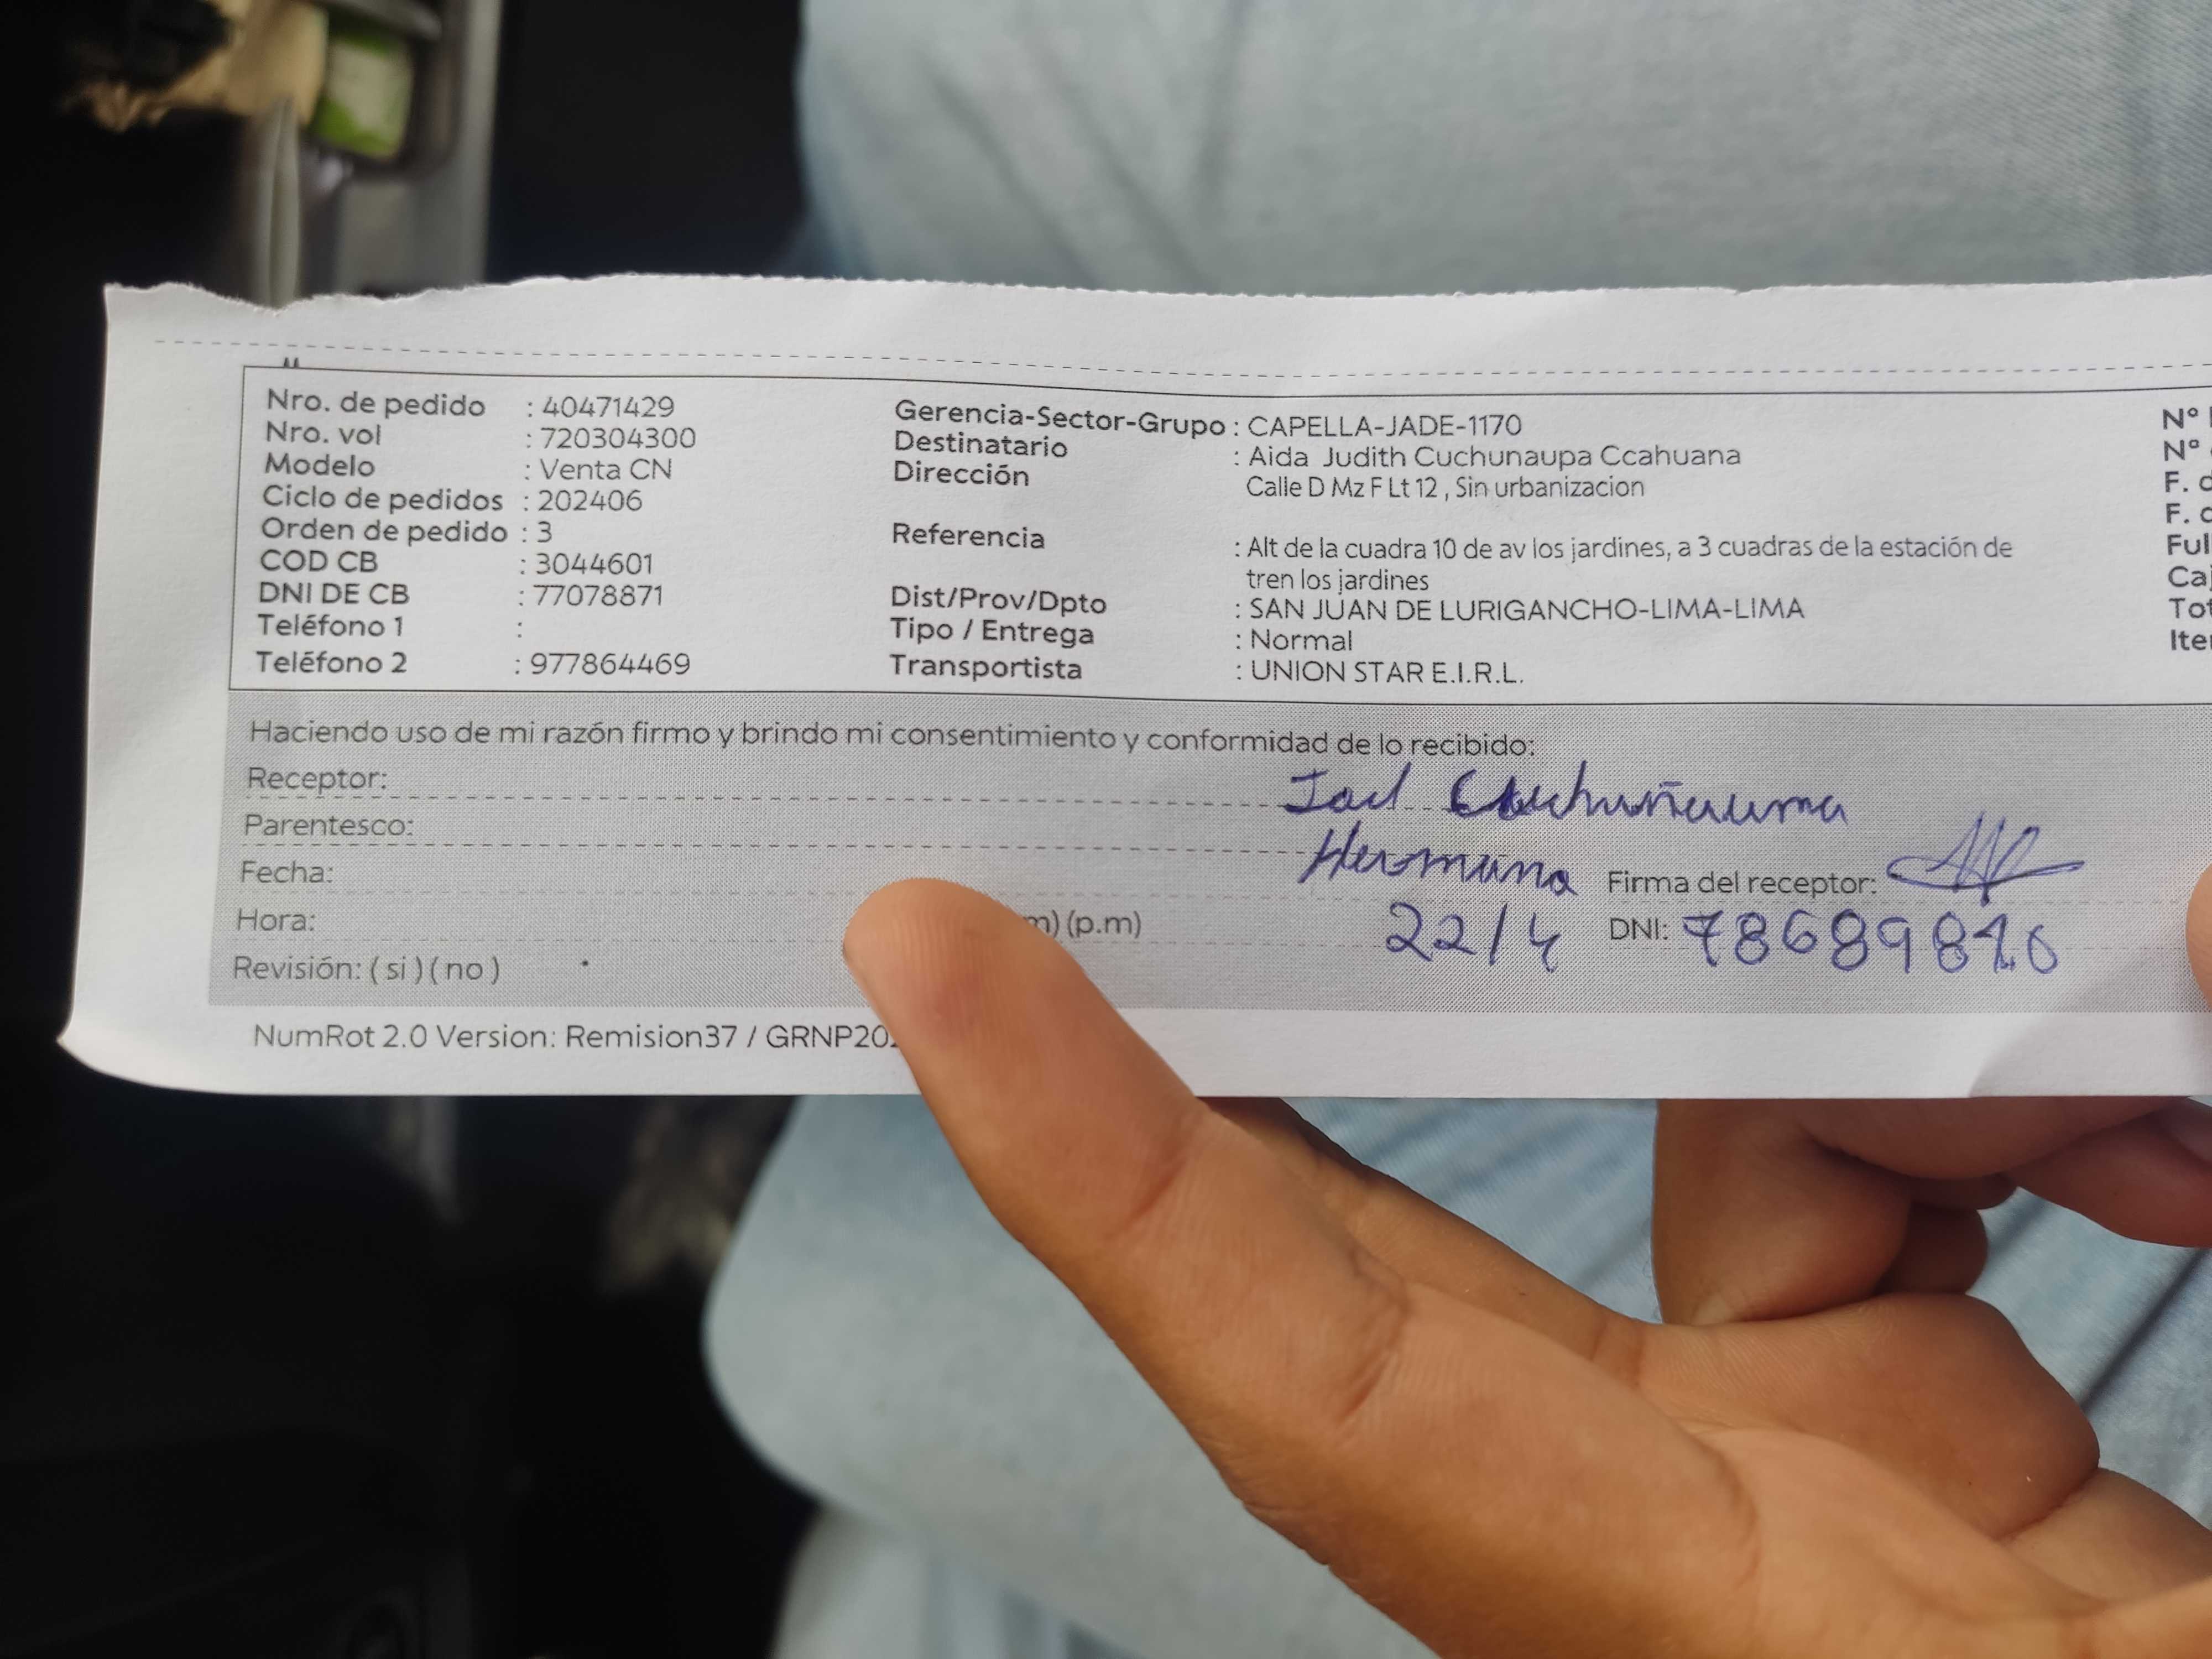 Nro. de pedido : 40471429
Nro. vol : 720304300
Modelo : Venta CN
Ciclo de pedidos : 202406
Orden de pedido : 3
COD CB : 3044601
DNI DE CB : 77078871
Teléfono 1 :
Teléfono 2 : 977864469
Gerencia-Sector-Grupo : CAPELLA-JADE-1170
Destinatario : Aida Judith Cuchunaupa Ccahuana
Dirección Calle D Mz F Lt 12 , Sin urbanizacion
Referencia : Alt de la cuadra 10 de av los jardines, a 3 cuadras de la estación de
tren los jardines
Dist/Prov/Dpto : SAN JUAN DE LURIGANCHO-LIMA-LIMA
Tipo / Entrega : Normal
Transportista : UNION STAR E.I.R.L.
N°
N°
F.
F.
Haciendo uso de mi razón firmo y brindo mi consentimiento y conformidad de lo recibido:
Receptor:
Parentesco: Hermana
Fecha: 22/4 Firma del receptor:
Hora: (p.m) DNI:
Revisión: ( si ) ( no )
NumRot 2.0 Version: Remision37 /